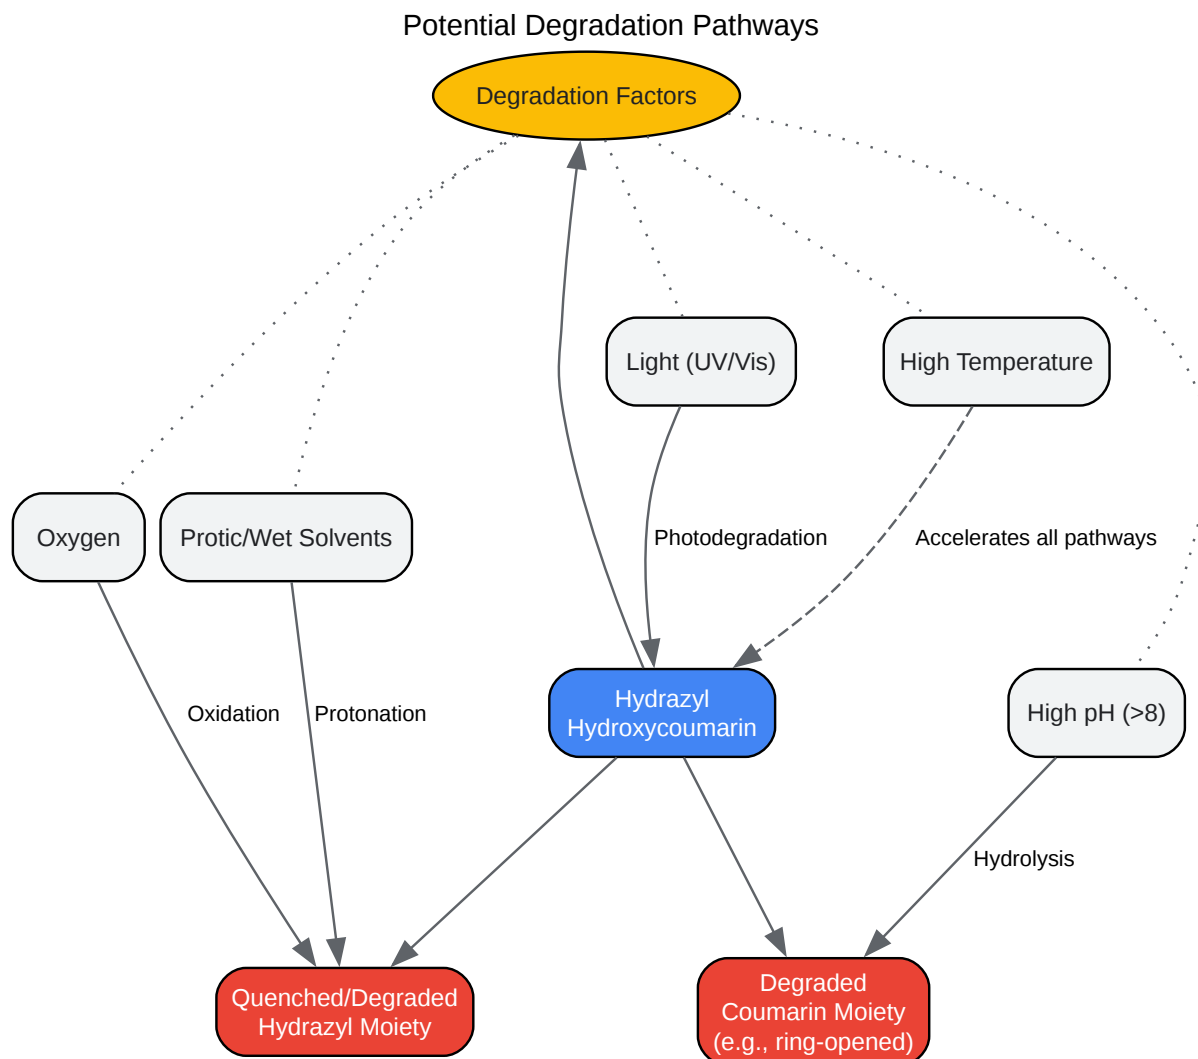 Potential Degradation Pathways
Degradation Factors
Light (UV/Vis)
High Temperature
Oxygen
Protic/Wet Solvents
Photodegradation
Accelerates all pathways
Oxidation
Protonation
Hydrazyl
Hydroxycoumarin
High pH (>8)
Hydrolysis
Quenched/Degraded
Hydrazyl Moiety
Degraded
Coumarin Moiety
(e.g., ring-opened)